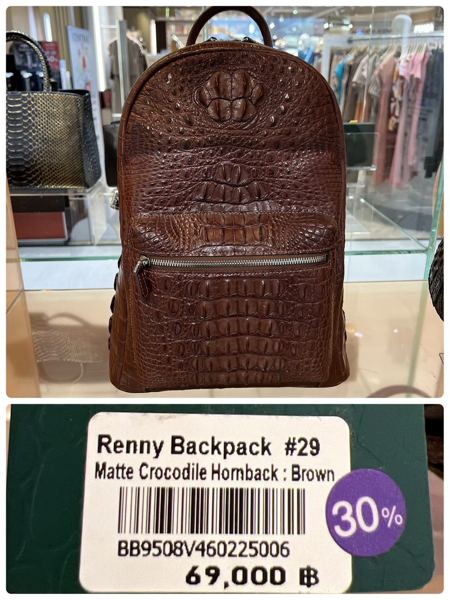 Renny Backpack #29
Matte Crocodile Hornback : Brown
30%
BB9508V460225006
69,000 ฿